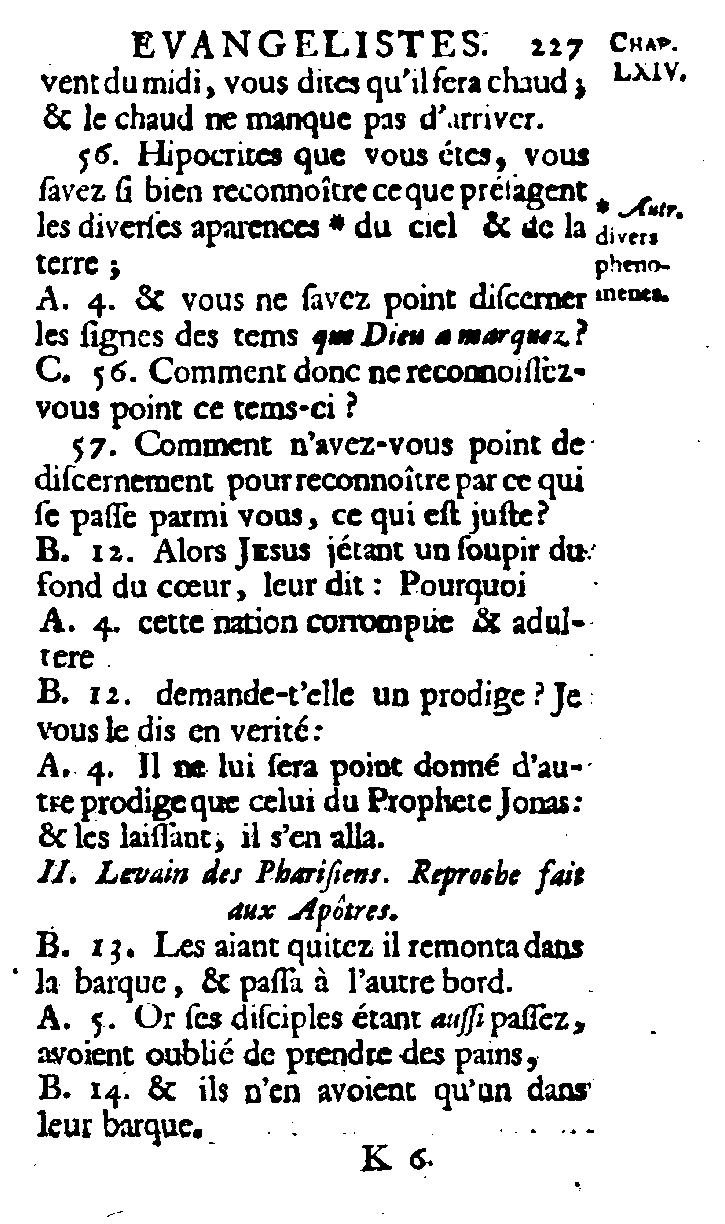 EVANGELISTES. 227 CHAP.
LXIV.
vent du midi, vous dites qu'il ſera chaud;
& le chaud ne manque pas d'arriver.
56. Hipocrites que vous étes, vous
ſavez ſi bien reconnoître ce que préſagent
les diverſes aparences * du ciel & de la
terre;
* Autr.
divers
pheno-
menes.
A. 4. & vous ne ſavez point diſcerner
les ſignes des tems que Dieu a marquez?
C. 56. Comment donc ne reconnoiſſez-
vous point ce tems-ci ?
57. Comment n'avez-vous point de
diſcernement pour reconnoître par ce qui
ſe paſſe parmi vous, ce qui eſt juſte?
B. 12. Alors JESUS jétant un ſoupir du
fond du cœur, leur dit : Pourquoi
A. 4. cette nation corrompue & adul-
tere
B. 12. demande-t'elle un prodige ? Je
vous le dis en verité:
A. 4. Il ne lui ſera point donné d'au-
tre prodige que celui du Prophete Jonas:
& les laiſſant, il s'en alla.
II. Levain des Phariſiens. Reproche fait
aux Apôtres.
B. 13. Les aiant quitez il remonta dans
la barque, & paſſa à l'autre bord.
A. 5. Or ſes diſciples étant auſſi paſſez,
avoient oublié de prendre des pains,
B. 14. & ils n'en avoient qu'un dans
leur barque.
K 6.